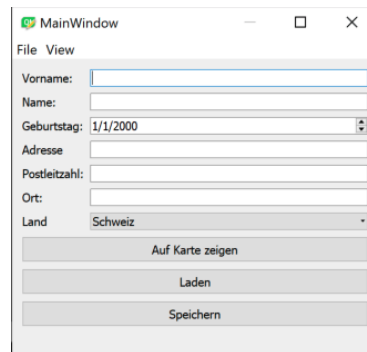 MainWindow
File View
Vorname:
Name:
Geburtstag: 1/1/2000
Adresse
Postleitzahl:
Ort:
Land Schweiz
Auf Karte zeigen
Laden
Speichern